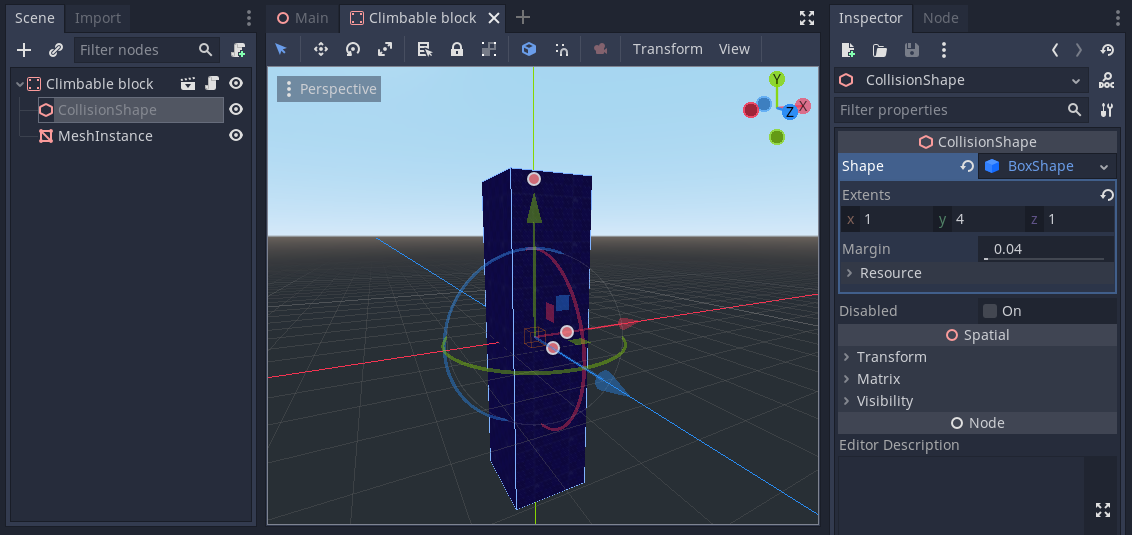 Scene
Import
Filter nodes
Climbable block
CollisionShape
MeshInstance
Main
Climbable block
Transform
View
Perspective
Y
Z
X
Inspector
Node
CollisionShape
Filter properties
CollisionShape
Shape
BoxShape
Extents
x 1
y 4
z 1
Margin
0.04
Resource
Disabled
On
Spatial
Transform
Matrix
Visibility
Node
Editor Description